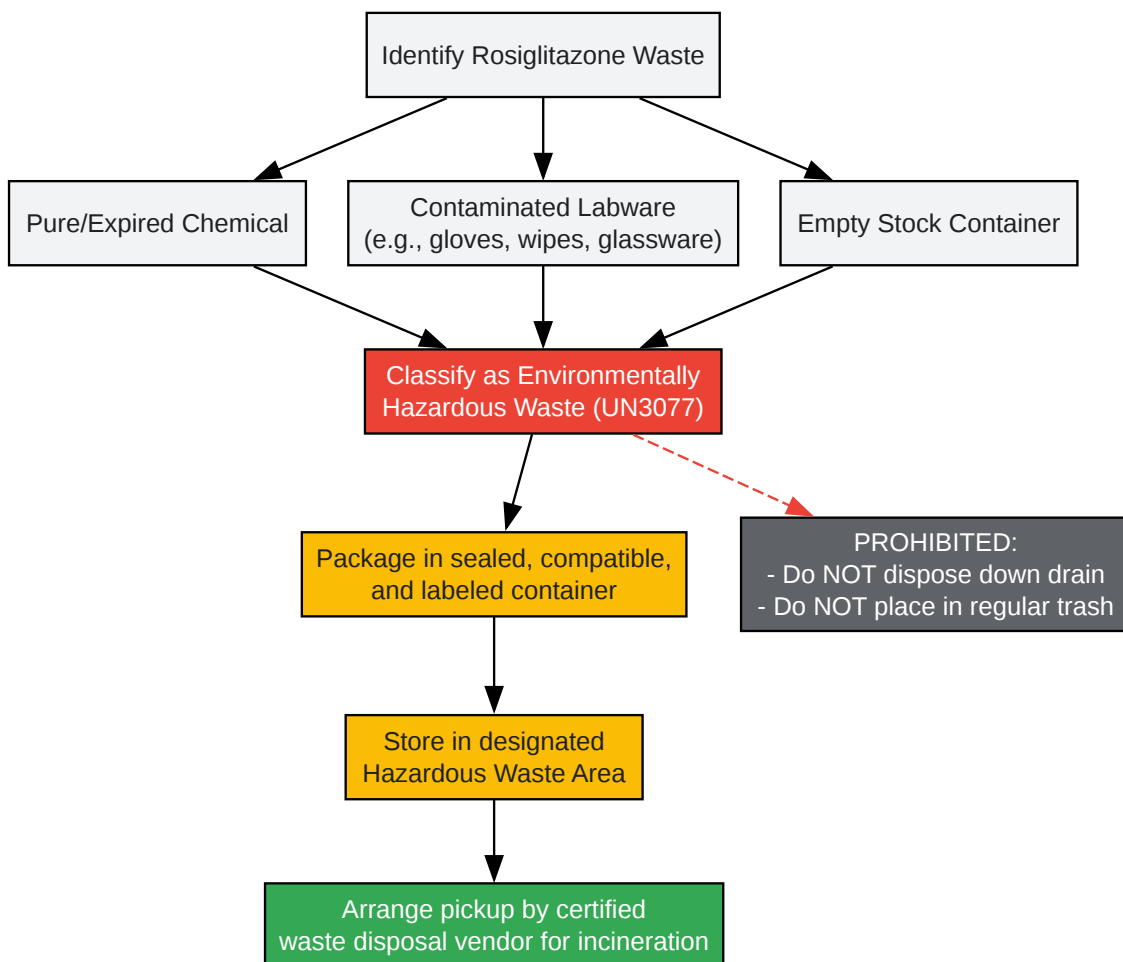 Identify Rosiglitazone Waste
Pure/Expired Chemical
Contaminated Labware
(e.g., gloves, wipes, glassware)
Empty Stock Container
Classify as Environmentally
Hazardous Waste (UN3077)
Package in sealed, compatible,
and labeled container
PROHIBITED:
- Do NOT dispose down drain
- Do NOT place in regular trash
Store in designated
Hazardous Waste Area
Arrange pickup by certified
waste disposal vendor for incineration